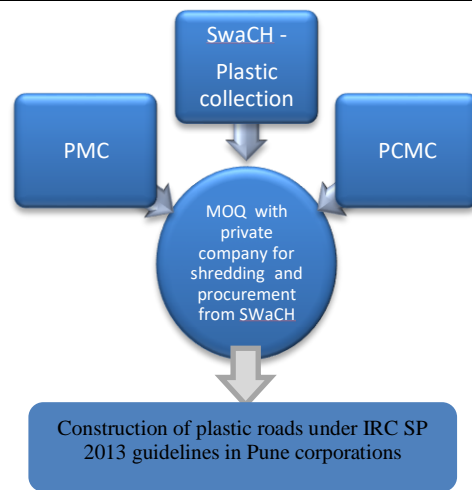 SwaCH -
Plastic
collection
PMC
PCMC
MOQ with
private
company for
shredding and
procurement
from SWaCH
Construction of plastic roads under IRC SP
2013 guidelines in Pune corporations